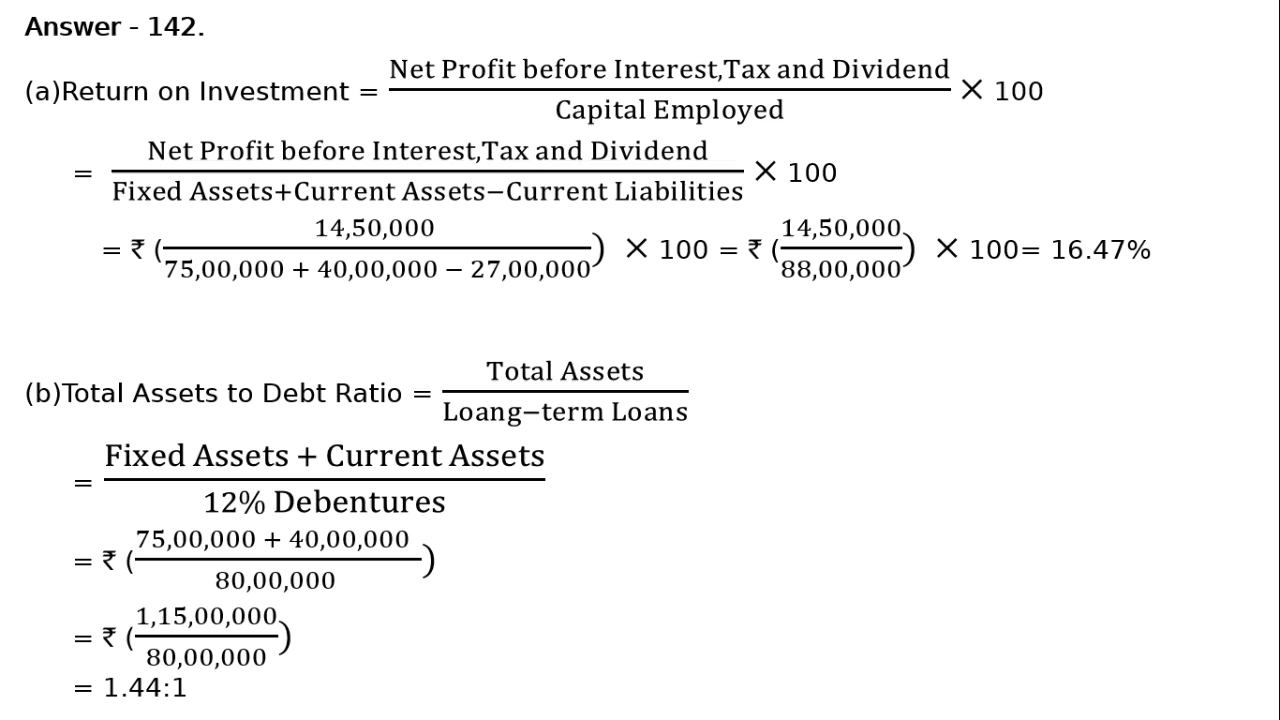 Answer - 142.
(a)Return on Investment = Net Profit before Interest,Tax and Dividend / Capital Employed × 100
= Net Profit before Interest,Tax and Dividend / Fixed Assets+Current Assets−Current Liabilities × 100
= ₹ (14,50,000 / 75,00,000 + 40,00,000 − 27,00,000) × 100 = ₹ (14,50,000 / 88,00,000) × 100= 16.47%
(b)Total Assets to Debt Ratio = Total Assets / Loang−term Loans
= Fixed Assets + Current Assets / 12% Debentures
= ₹ (75,00,000 + 40,00,000 / 80,00,000)
= ₹ (1,15,00,000 / 80,00,000)
= 1.44:1